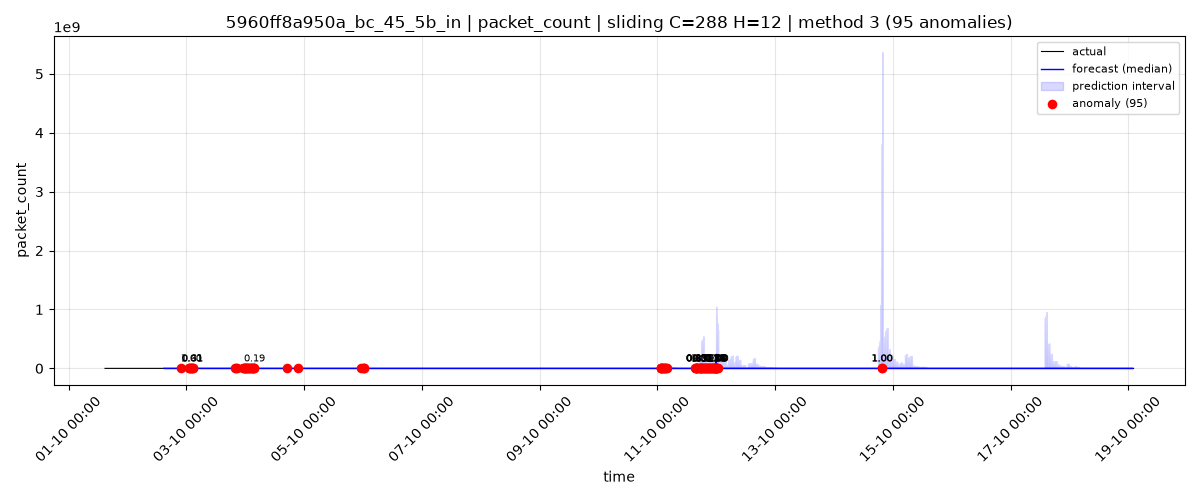 5960ff8a950a_bc_45_5b_in | packet_count | sliding C=288 H=12 | method 3 (95 anomalies)
1e9
actual
forecast (median)
prediction interval
anomaly (95)
5
4
3
2
1
0
packet_count
0.19
1.00
01-10 00:00
03-10 00:00
05-10 00:00
07-10 00:00
09-10 00:00
11-10 00:00
13-10 00:00
15-10 00:00
17-10 00:00
19-10 00:00
time